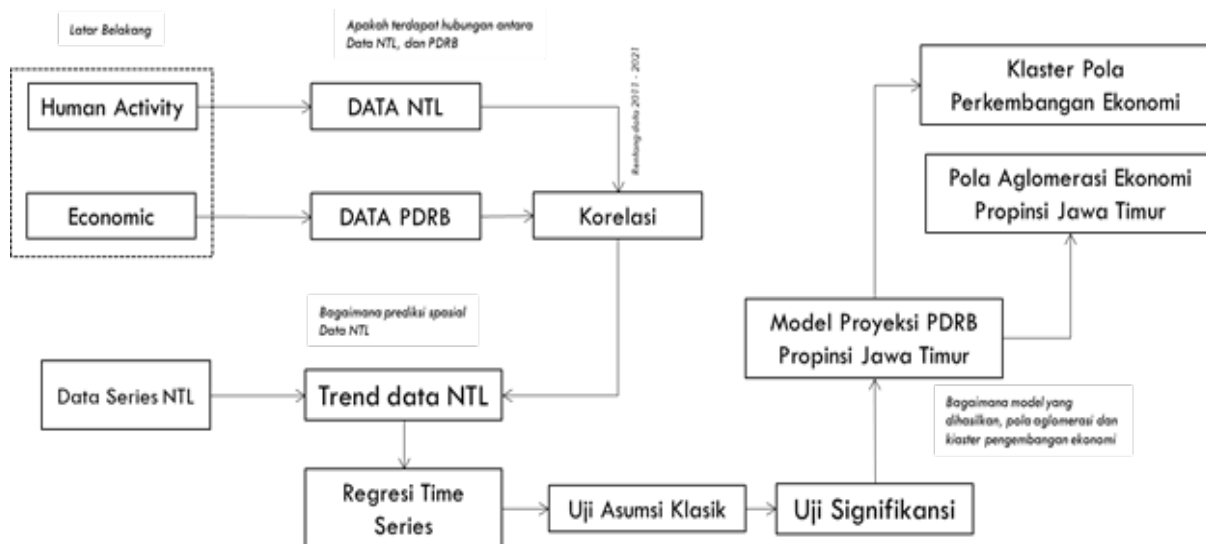 Latar Belakang
Apakah terdapat hubungan antara
Data NTL, dan PDRB
Human Activity
DATA NTL
Rentang data 2011 - 2021
Klaster Pola
Perkembangan Ekonomi
Economic
DATA PDRB
Korelasi
Pola Aglomerasi Ekonomi
Propinsi Jawa Timur
Bagaimana prediksi spasial
Data NTL
Model Proyeksi PDRB
Propinsi Jawa Timur
Data Series NTL
Trend data NTL
Bagaimana model yang
dihasilkan, pola aglomerasi dan
klaster pengembangan ekonomi
Regresi Time
Series
Uji Asumsi Klasik
Uji Signifikansi